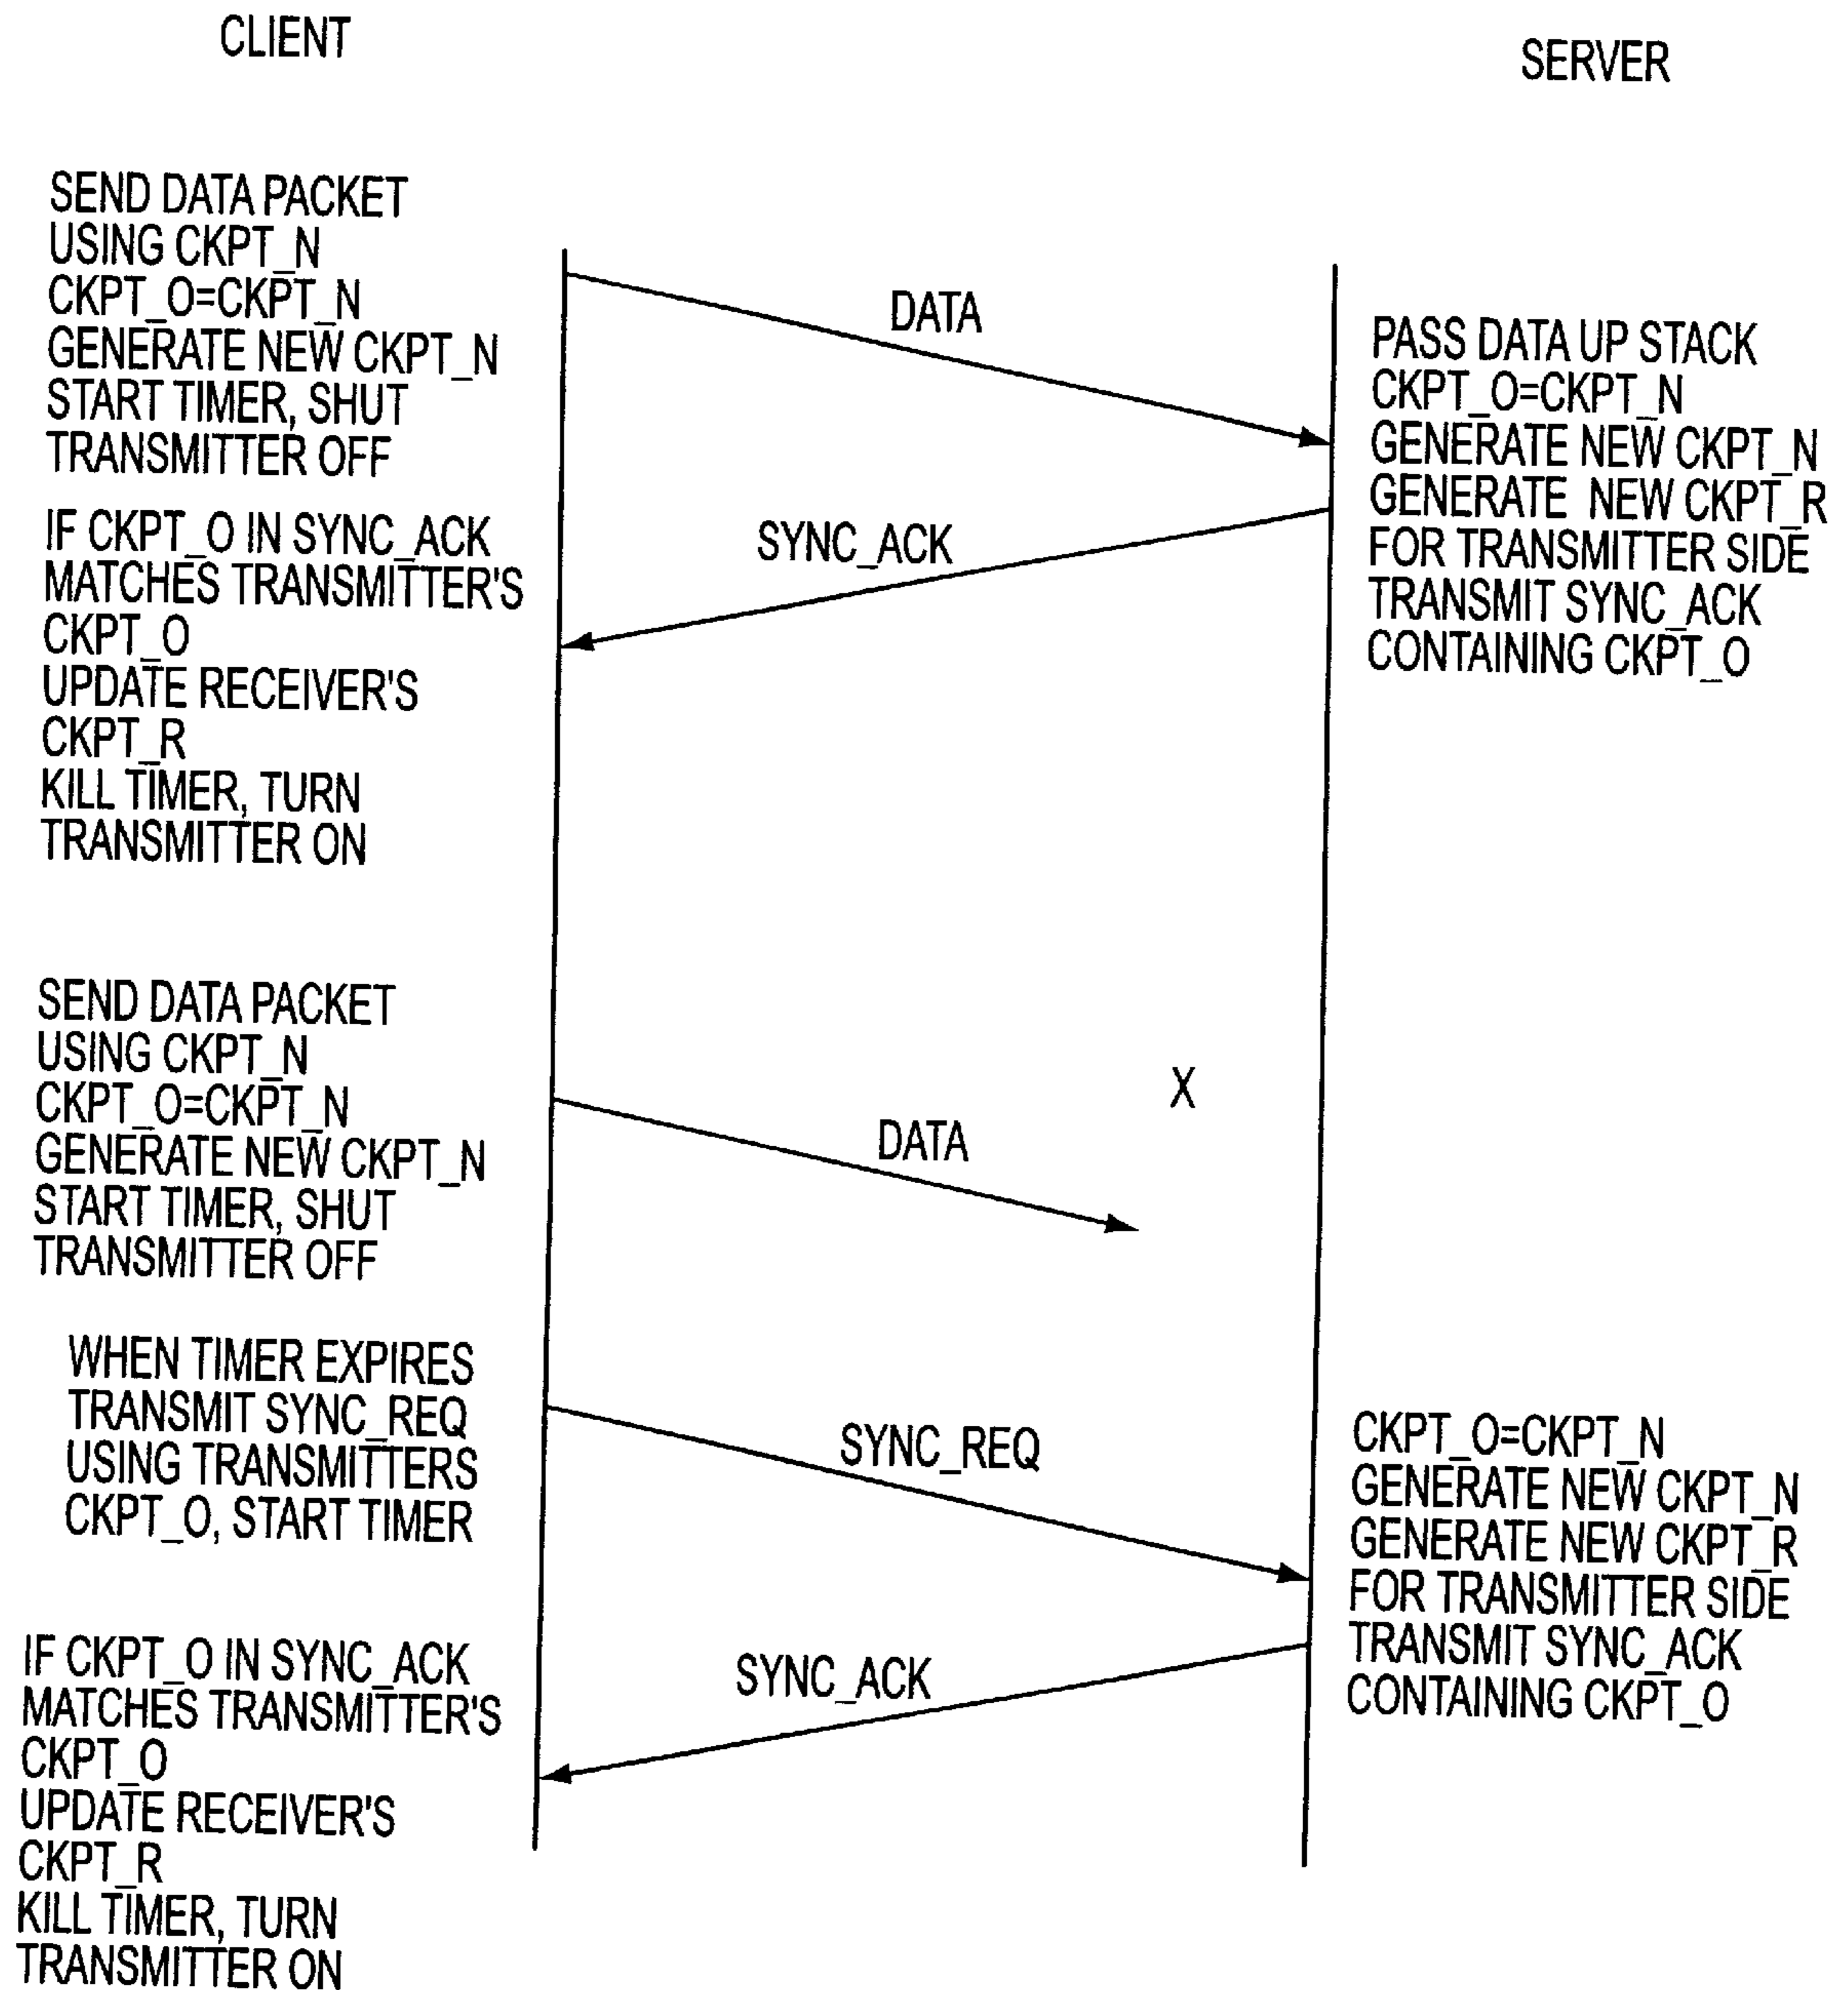 CLIENT
SERVER
SEND DATA PACKET
USING CKPT_N
CKPT_O=CKPT_N
GENERATE NEW CKPT_N
START TIMER, SHUT
TRANSMITTER OFF
DATA
PASS DATA UP STACK
CKPT_O=CKPT_N
GENERATE NEW CKPT_N
GENERATE NEW CKPT_R
FOR TRANSMITTER SIDE
TRANSMIT SYNC_ACK
CONTAINING CKPT_O
SYNC_ACK
IF CKPT_O IN SYNC_ACK
MATCHES TRANSMITTER'S
CKPT_O
UPDATE RECEIVER'S
CKPT_R
KILL TIMER, TURN
TRANSMITTER ON
SEND DATA PACKET
USING CKPT_N
CKPT_O=CKPT_N
GENERATE NEW CKPT_N
START TIMER, SHUT
TRANSMITTER OFF
DATA
X
WHEN TIMER EXPIRES
TRANSMIT SYNC_REQ
USING TRANSMITTERS
CKPT_O, START TIMER
SYNC_REQ
CKPT_O=CKPT_N
GENERATE NEW CKPT_N
GENERATE NEW CKPT_R
FOR TRANSMITTER SIDE
TRANSMIT SYNC_ACK
CONTAINING CKPT_O
SYNC_ACK
IF CKPT_O IN SYNC_ACK
MATCHES TRANSMITTER'S
CKPT_O
UPDATE RECEIVER'S
CKPT_R
KILL TIMER, TURN
TRANSMITTER ON